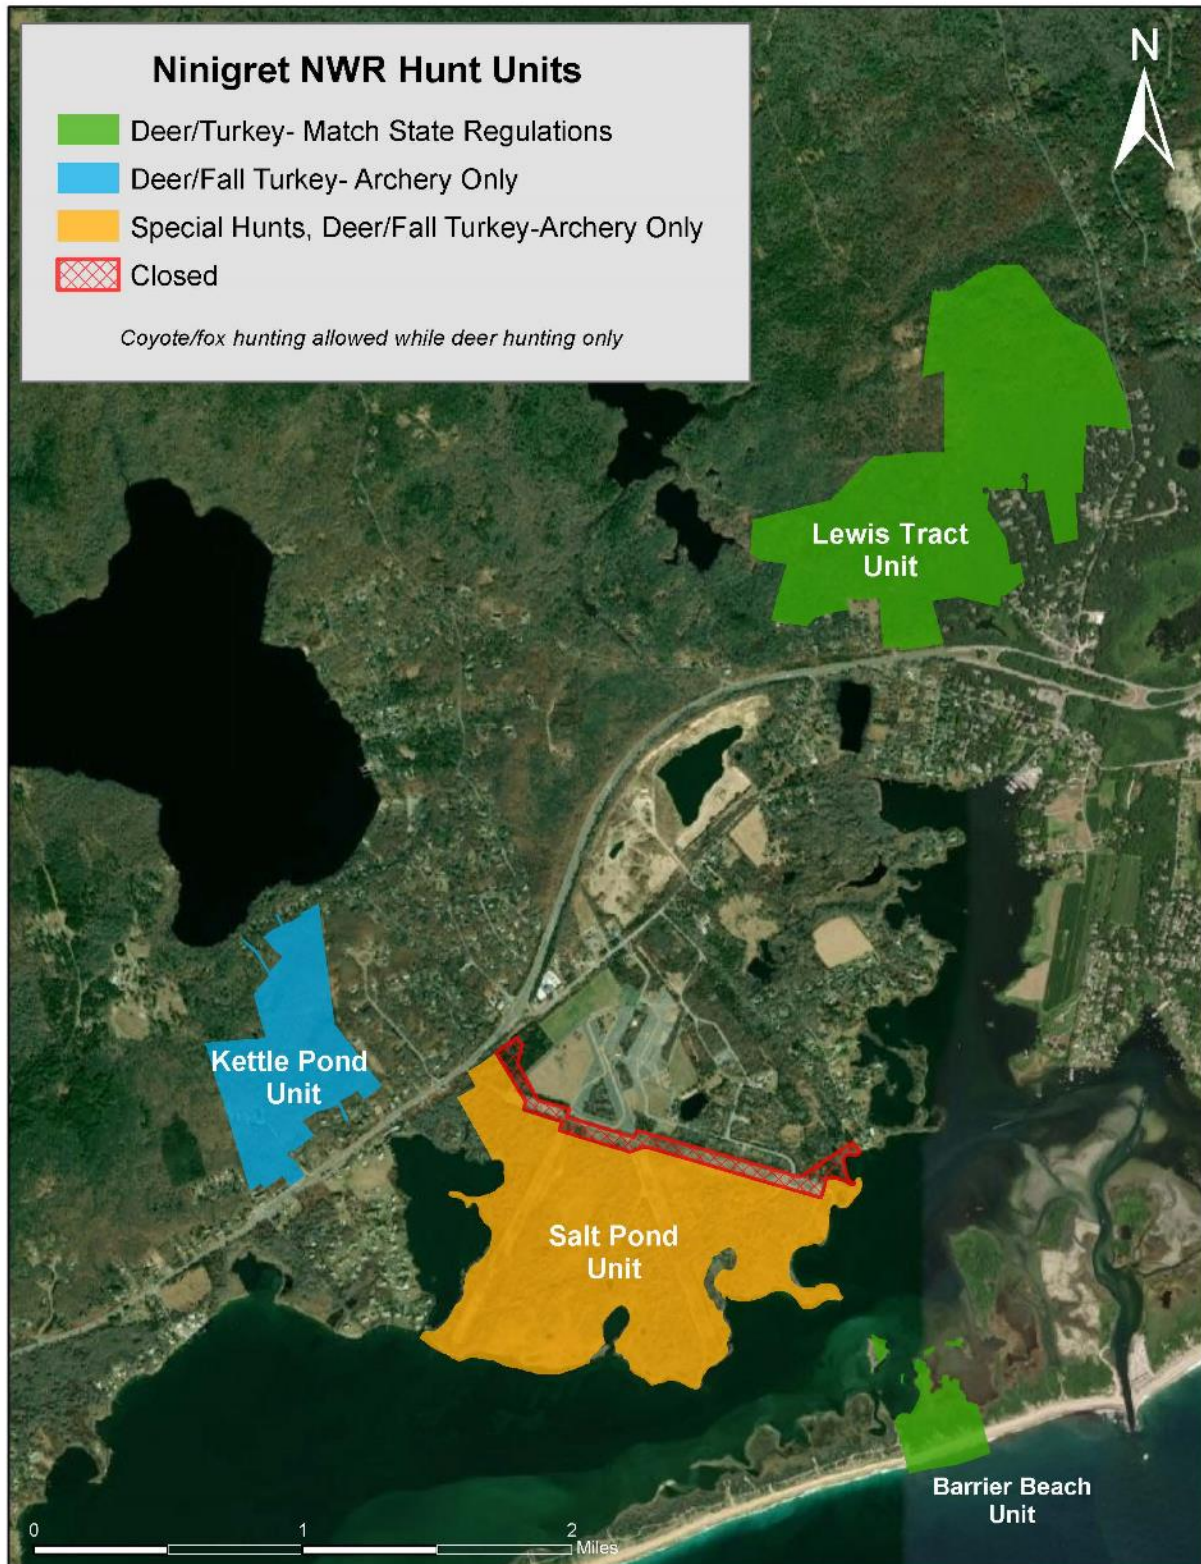 Ninigret NWR Hunt Units
Deer/Turkey- Match State Regulations
Deer/Fall Turkey- Archery Only
Special Hunts, Deer/Fall Turkey-Archery Only
Closed
Coyote/fox hunting allowed while deer hunting only
N
Lewis Tract
Unit
Kettle Pond
Unit
Salt Pond
Unit
Barrier Beach
Unit
0 1 2
Miles